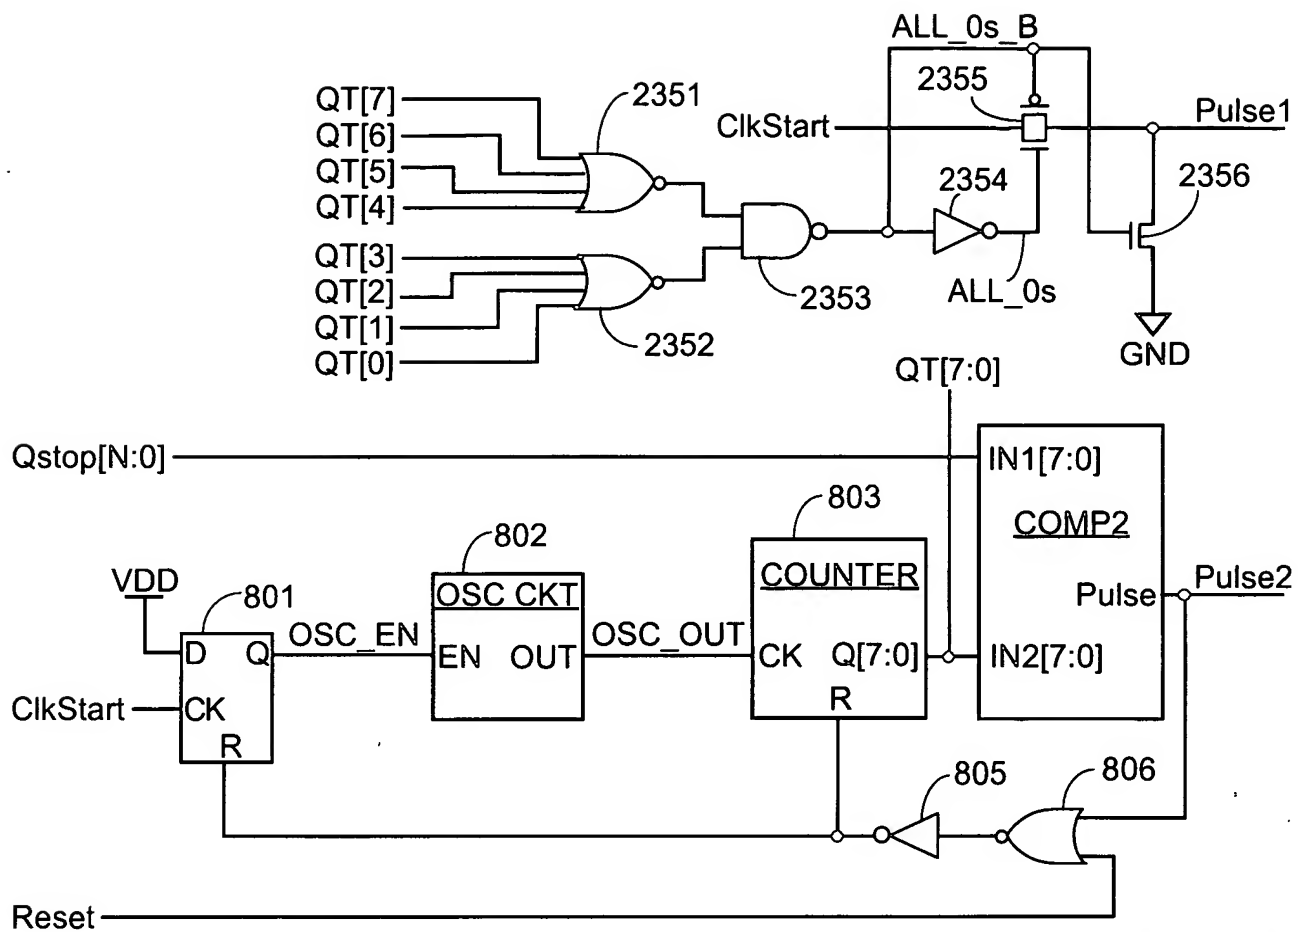 ALL_0s_B
2355
QT[7]
2351
QT[6]
QT[5]
QT[4]
ClkStart
Pulse1
2354
2356
QT[3]
QT[2]
QT[1]
QT[0]
2353
ALL_0s
2352
GND
QT[7:0]
Qstop[N:0]
IN1[7:0]
COMP2
803
802
COUNTER
VDD
801
OSC CKT
Pulse
Pulse2
OSC_EN
OSC_OUT
D
Q
EN
OUT
CK
Q[7:0]
IN2[7:0]
ClkStart
CK
R
R
805
806
Reset